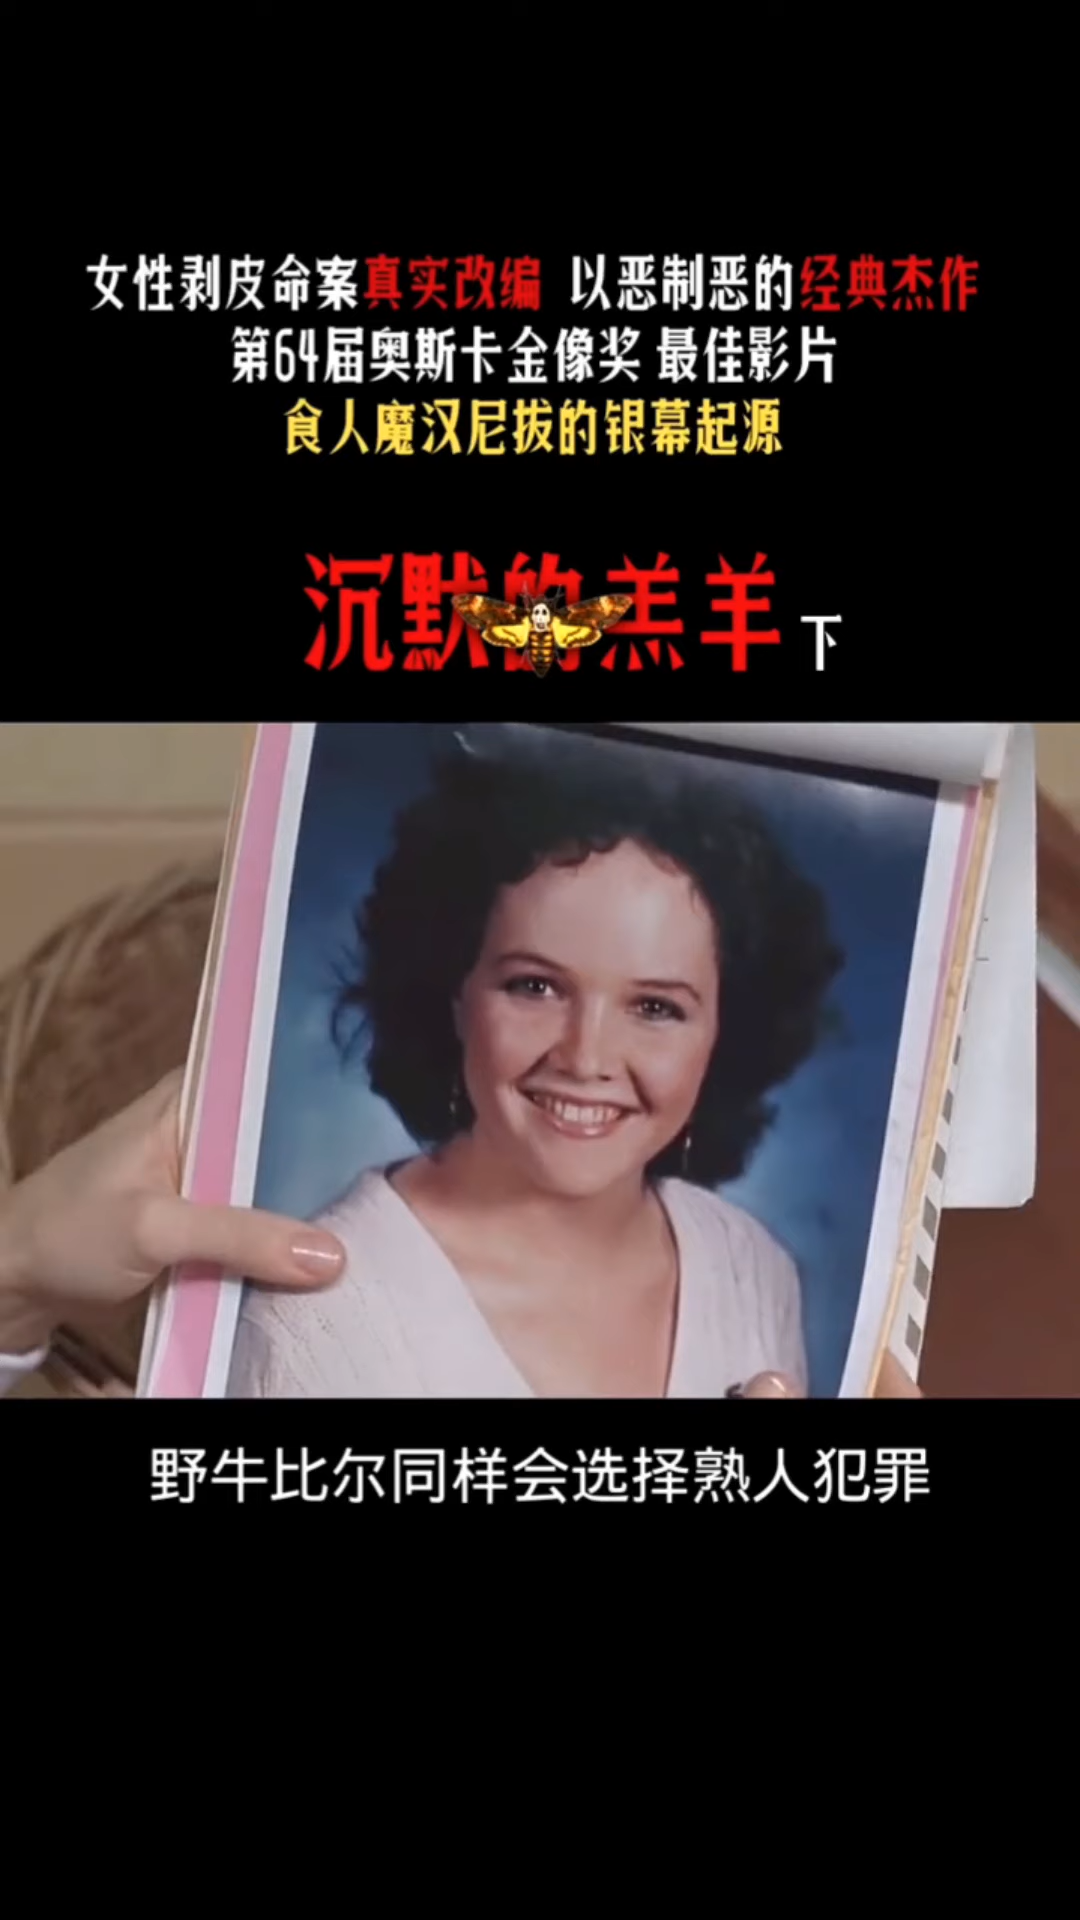 女性剥皮命案真实改编 以恶制恶的经典杰作
第64届奥斯卡金像奖 最佳影片
食人魔汉尼拔的银幕起源
沉默的羔羊 下
野牛比尔同样会选择熟人犯罪